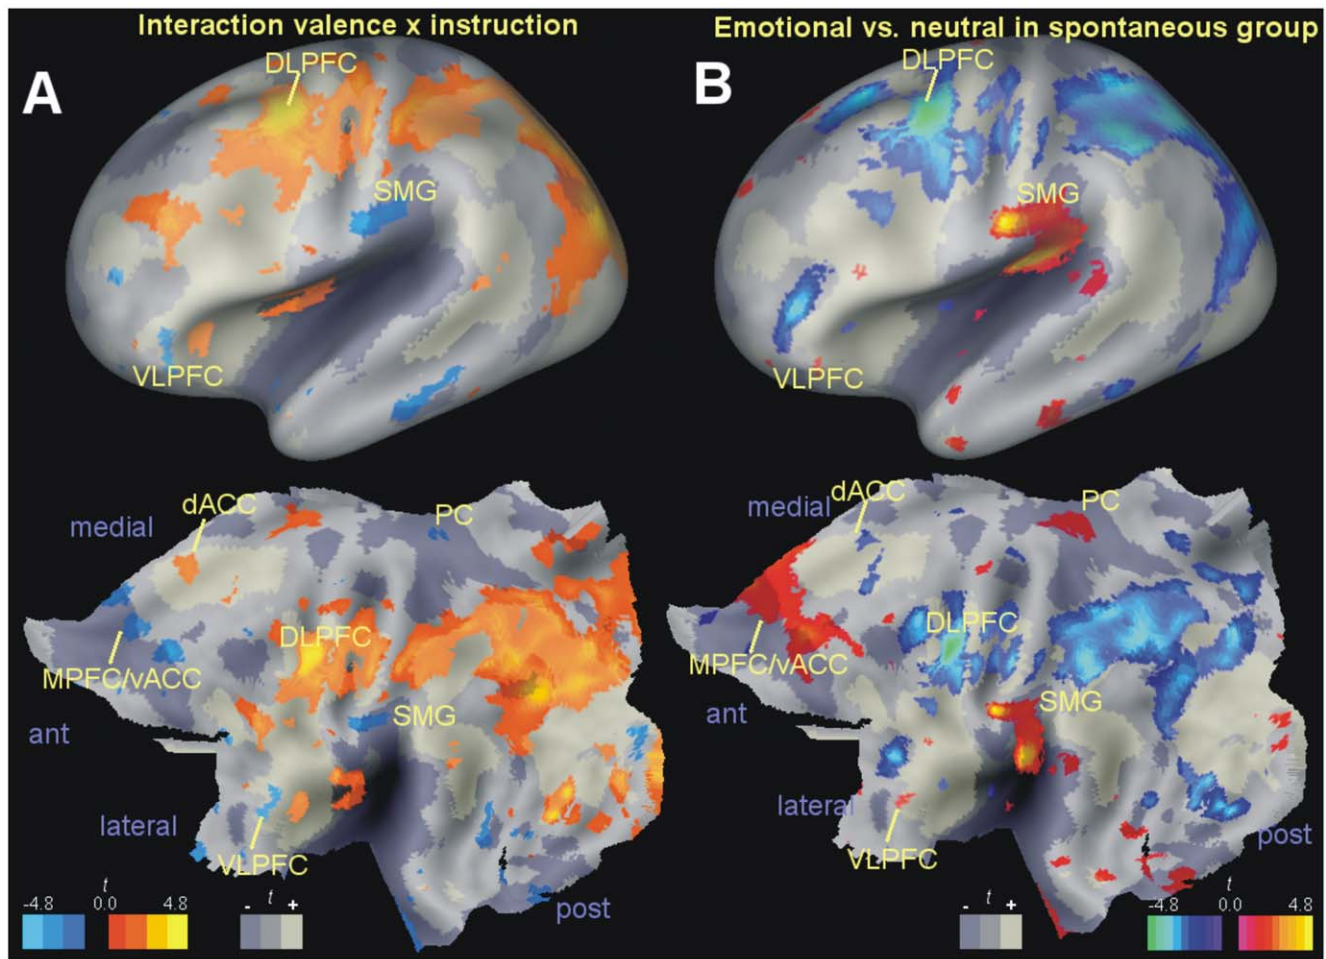 Interaction valence x instruction
Emotional vs. neutral in spontaneous group
A
DLPFC
SMG
VLPFC
B
DLPFC
SMG
VLPFC
dACC
medial
PC
DLPFC
MPFC/vACC
SMG
ant
lateral
VLPFC
post
t
-4.8 0.0 4.8
- t +
medial
dACC
PC
DLPFC
MPFC/vACC
SMG
ant
lateral
VLPFC
post
- t +
t
-4.8 0.0 4.8